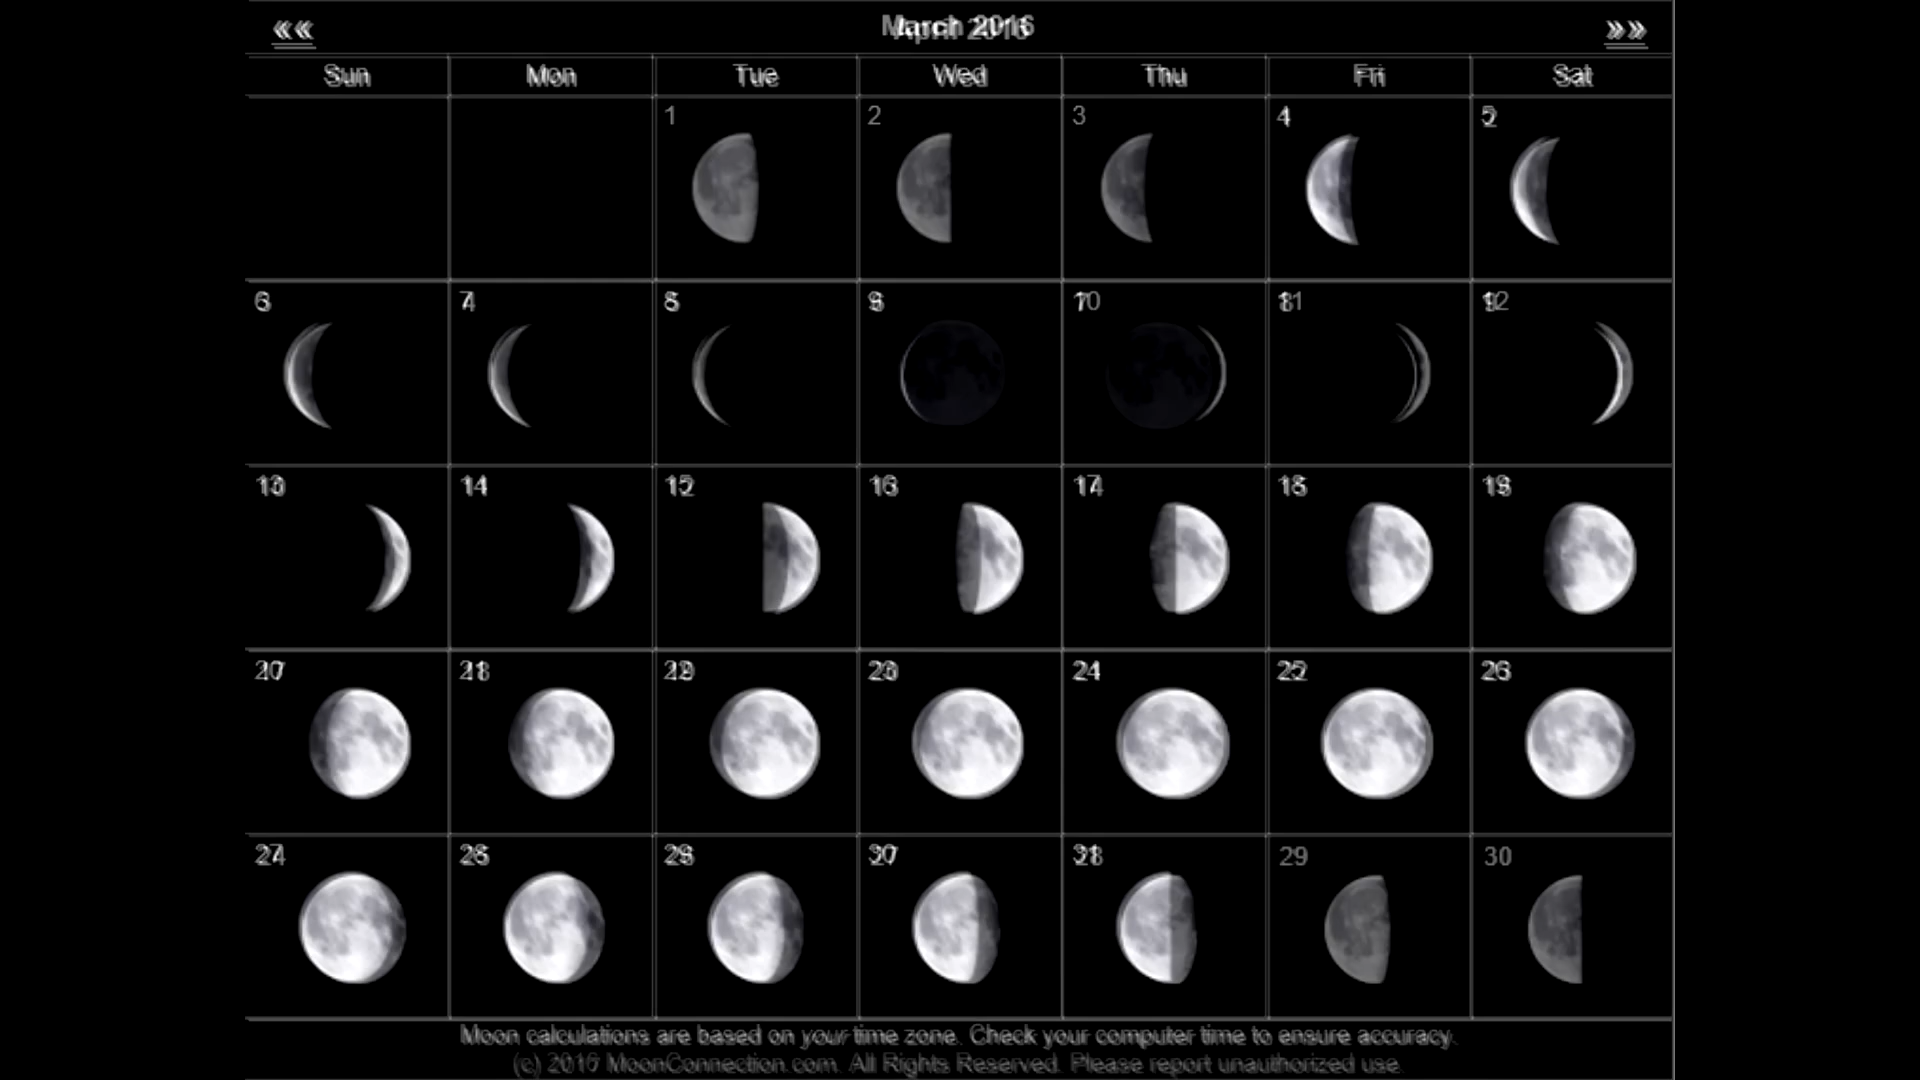 «« March 2016 »»
Sun Mon Tue Wed Thu Fri Sat
1 2 3 4 5
6 7 8 9 10 11 12
13 14 15 16 17 18 19
20 21 22 23 24 25 26
27 28 29 30 31 29 30
Moon calculations are based on your time zone. Check your computer time to ensure accuracy.
(c) 2016 MoonConnection.com. All Rights Reserved. Please report unauthorized use.